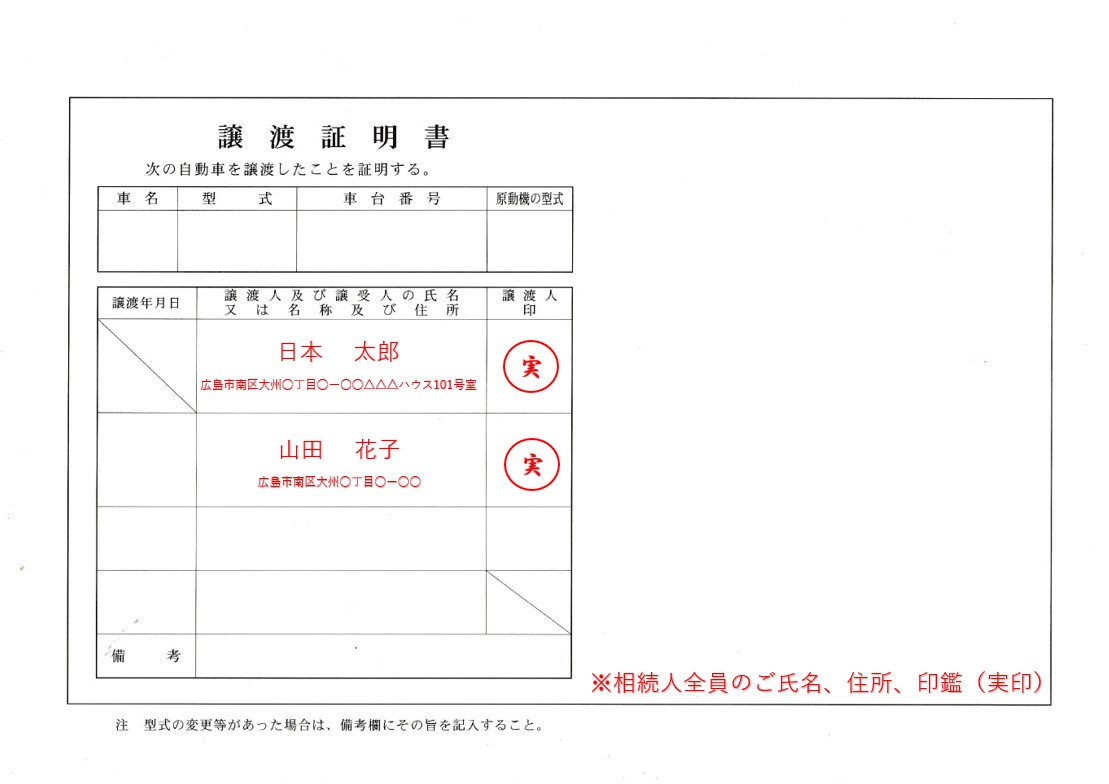 譲渡証明書
次の自動車を譲渡したことを証明する。
車名 型式 車台番号 原動機の型式
譲渡年月日 譲渡人及び譲受人の氏名 譲渡人
又は名称及び住所 印
日本 太郎
広島市南区大州〇丁目〇ー〇〇△△△ハウス101号室
実
山田 花子
広島市南区大州〇丁目〇ー〇〇
実
備考
※相続人全員のご氏名、住所、印鑑（実印）
注 型式の変更等があった場合は、備考欄にその旨を記入すること。